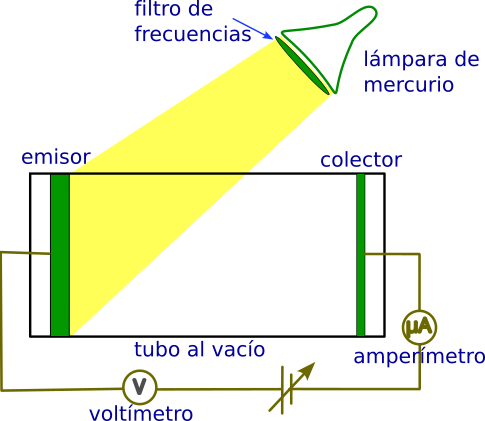 filtro de
frecuencias
lámpara de
mercurio
emisor
colector
tubo al vacío
µA
amperímetro
V
voltímetro